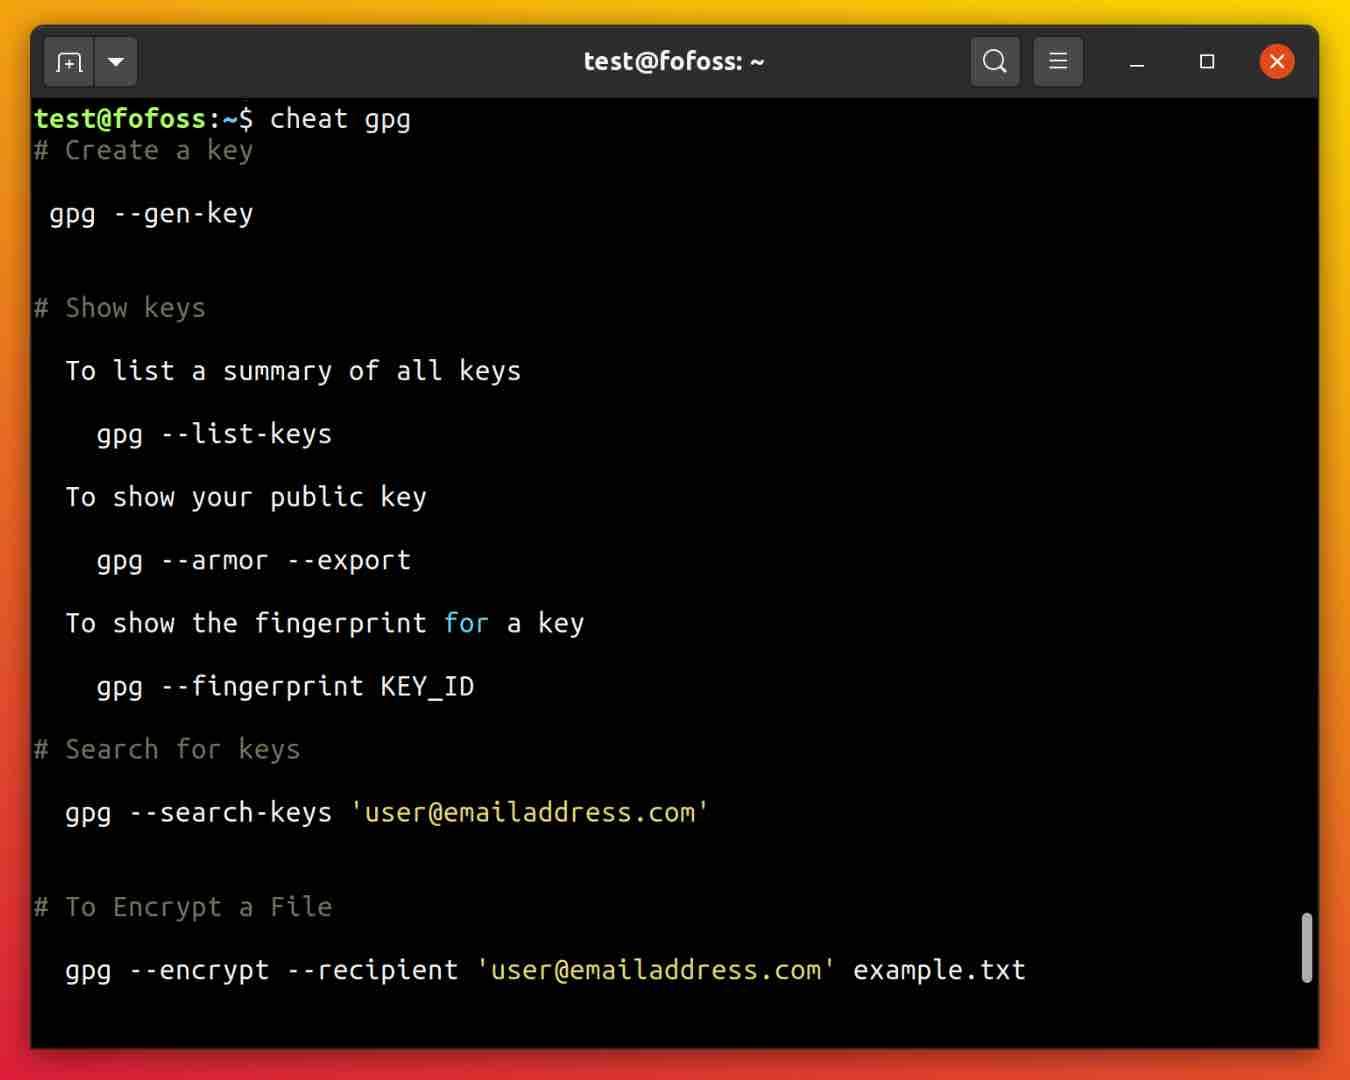 test@fofoss: ~
test@fofoss:~$ cheat gpg
# Create a key
gpg --gen-key
# Show keys
To list a summary of all keys
gpg --list-keys
To show your public key
gpg --armor --export
To show the fingerprint for a key
gpg --fingerprint KEY_ID
# Search for keys
gpg --search-keys 'user@emailaddress.com'
# To Encrypt a File
gpg --encrypt --recipient 'user@emailaddress.com' example.txt